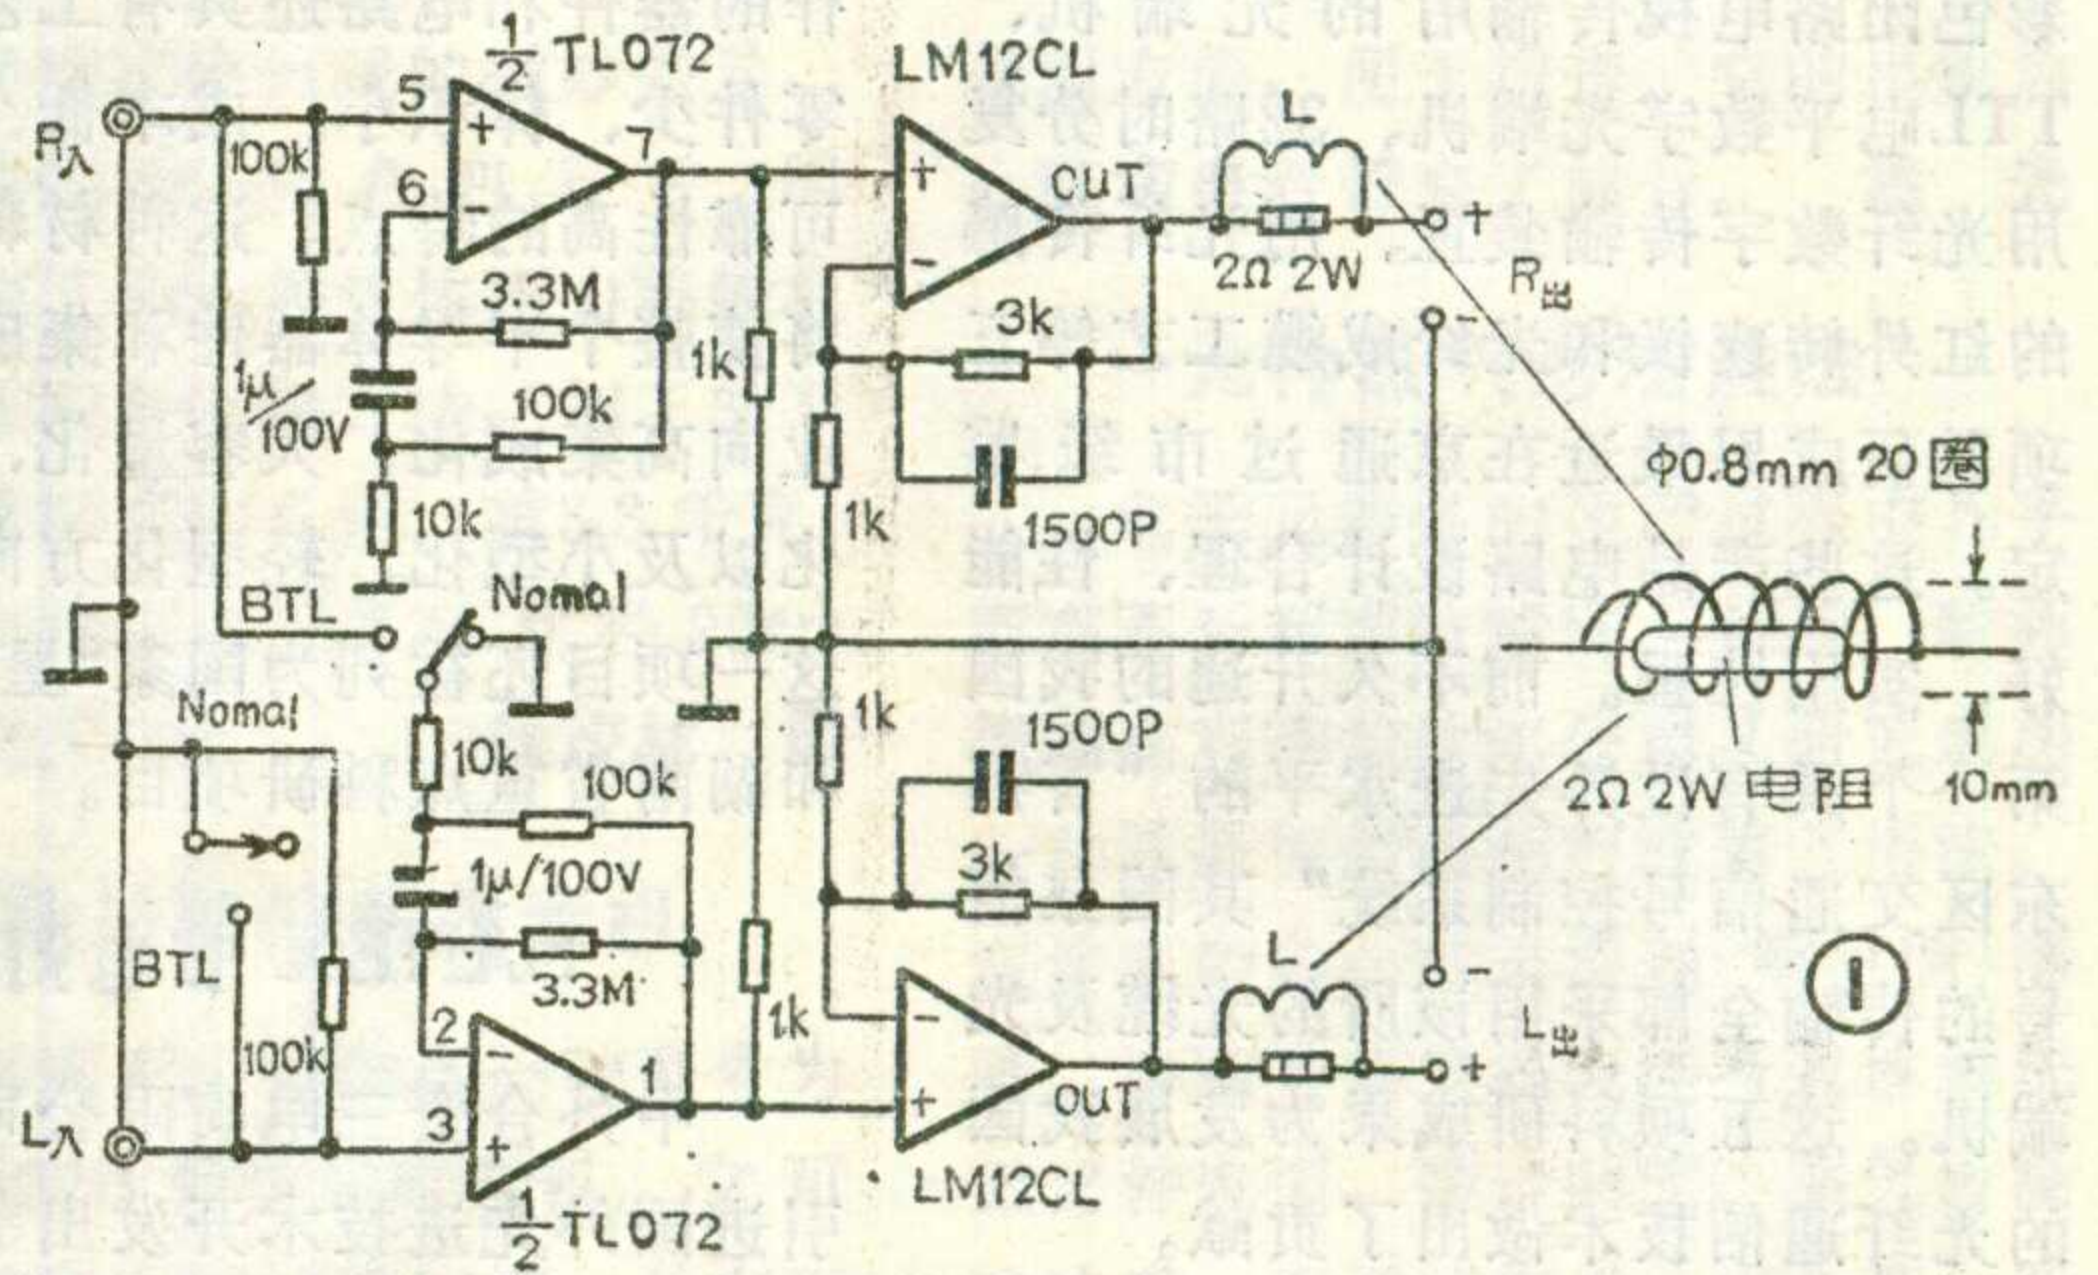 1/2 TL072
LM12CL
R入
100k
5
+
6
-
7
3.3M
100k
1μ/100V
10k
BTL
Nomal
1k
+
-
OUT
3k
1k
1500P
L
2Ω 2W
+
R出
-
φ0.8mm 20圈
2Ω 2W 电阻
10mm
Nomal
BTL
100k
L入
10k
100k
1μ/100V
3.3M
2
-
3
+
1
1/2 TL072
1k
1k
1500P
3k
-
+
OUT
LM12CL
L
-
L出
+
1